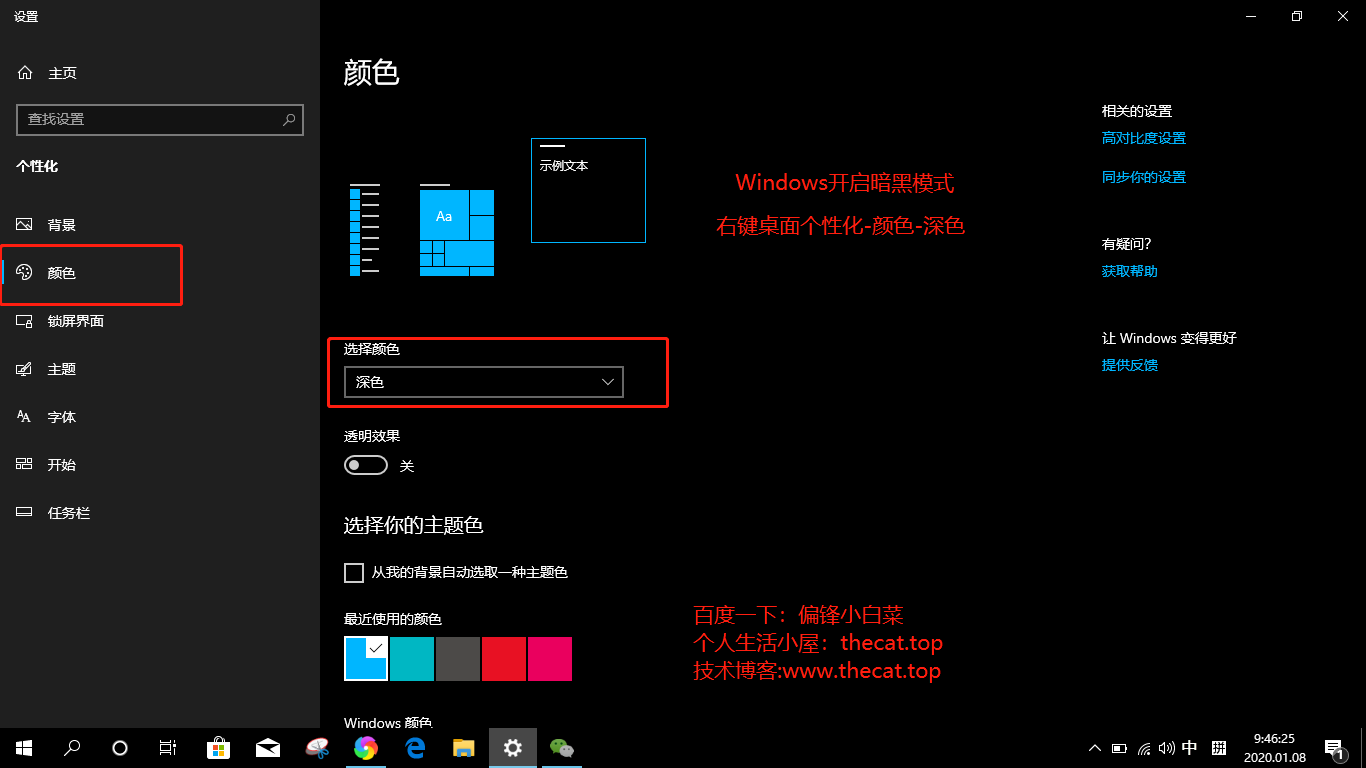 设置
主页
查找设置
个性化
背景
颜色
锁屏界面
主题
字体
开始
任务栏
颜色
Aa
示例文本
Windows开启暗黑模式
右键桌面个性化-颜色-深色
选择颜色
深色
透明效果
关
选择你的主题色
从我的背景自动选取一种主题色
最近使用的颜色
Windows 颜色
百度一下：偏锋小白菜
个人生活小屋：thecat.top
技术博客:www.thecat.top
相关的设置
高对比度设置
同步你的设置
有疑问?
获取帮助
让 Windows 变得更好
提供反馈
中
拼
9:46:25
2020.01.08
1